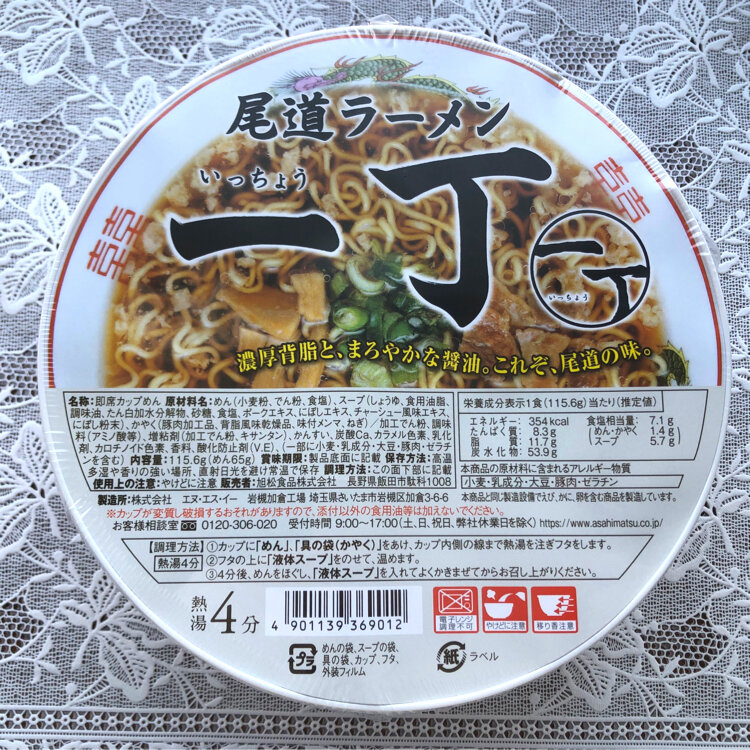 尾道ラーメン
いっちょう
一丁
一丁
いっちょう
濃厚背脂と、まろやかな醤油。これぞ、尾道の味。
名称：即席カップめん 原材料名：めん（小麦粉、でん粉、食塩）、スープ（しょうゆ、食用油脂、
調味油、たん白加水分解物、砂糖、食塩、ポークエキス、にぼしエキス、チャーシュー風味エキス、
にぼし粉末）、かやく（豚肉加工品、背脂風味乾燥品、味付メンマ、ねぎ）／加工でん粉、調味
料（アミノ酸等）、増粘剤（加工でん粉、キサンタン）、かんすい、炭酸Ca、カラメル色素、乳化
剤、カロチノイド色素、香料、酸化防止剤（V.E）、（一部に小麦・乳成分・大豆・豚肉・ゼラチ
ンを含む） 内容量：115.6g（めん65g） 賞味期限：製品底面に記載 保存方法：高温
多湿や香りの強い場所、直射日光を避け常温で保存 調理方法：この面下部に記載
使用上の注意：やけどに注意 販売者：旭松食品株式会社 長野県飯田市駄科1008
製造所：株式会社 エヌ・エス・イー 岩槻加倉工場 埼玉県さいたま市岩槻区加倉3-6-6
栄養成分表示1食（115.6g）当たり（推定値）
エネルギー：354kcal
たんぱく質：8.3g
脂質：11.7g
炭水化物：53.9g
食塩相当量：7.1g
（めん・かやく：1.4g）
（スープ：5.7g）
本商品の原材料に含まれるアレルギー物質
小麦・乳成分・大豆・豚肉・ゼラチン
本商品と同じ製造設備でえび、かに、卵を含む商品を製造しています。
※カップが変質し破損するおそれがありますので、添付以外の食用油等は加えないでください。
お客様相談室 0120-306-020 受付時間 9:00〜17:00（土、日、祝日、弊社休業日を除く） https://www.asahimatsu.co.jp/
【調理方法】 ①カップに「めん」、「具の袋（かやく）」をあけ、カップ内側の線まで熱湯を注ぎフタをします。
熱湯4分 ②フタの上に「液体スープ」をのせて、温めます。
③4分後、めんをほぐし、「液体スープ」を入れてよくかきまぜてからお召し上がりください。
熱湯4分
4 901139 369012
電子レンジ調理不可
やけどに注意
移り香注意
プラ
めんの袋、スープの袋、
具の袋、カップ、フタ、
外装フィルム
紙 ラベル